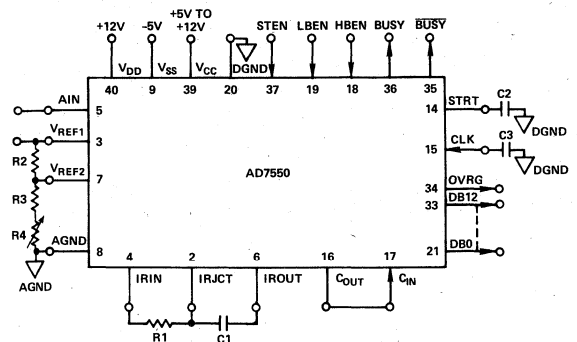 +5V TO
+12V -5V +12V STEN LBEN HBEN BUSY BUSY
VDD VSS VCC DGND
40 9 39 20 37 19 18 36 35
AIN 5
VREF1 3
R2
VREF2 7
R3
R4
AGND 8
AGND
AD7550
14 STRT C2
DGND
15 CLK C3
DGND
34 OVRG
33 DB12
21 DB0
4 2 6 16 17
IRIN IRJCT IROUT COUT CIN
R1 C1